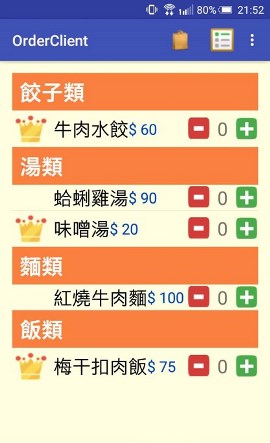 80% 21:52
OrderClient
餃子類
牛肉水餃$ 60 0
湯類
蛤蜊雞湯$ 90 0
味噌湯$ 20 0
麵類
紅燒牛肉麵$ 100 0
飯類
梅干扣肉飯$ 75 0